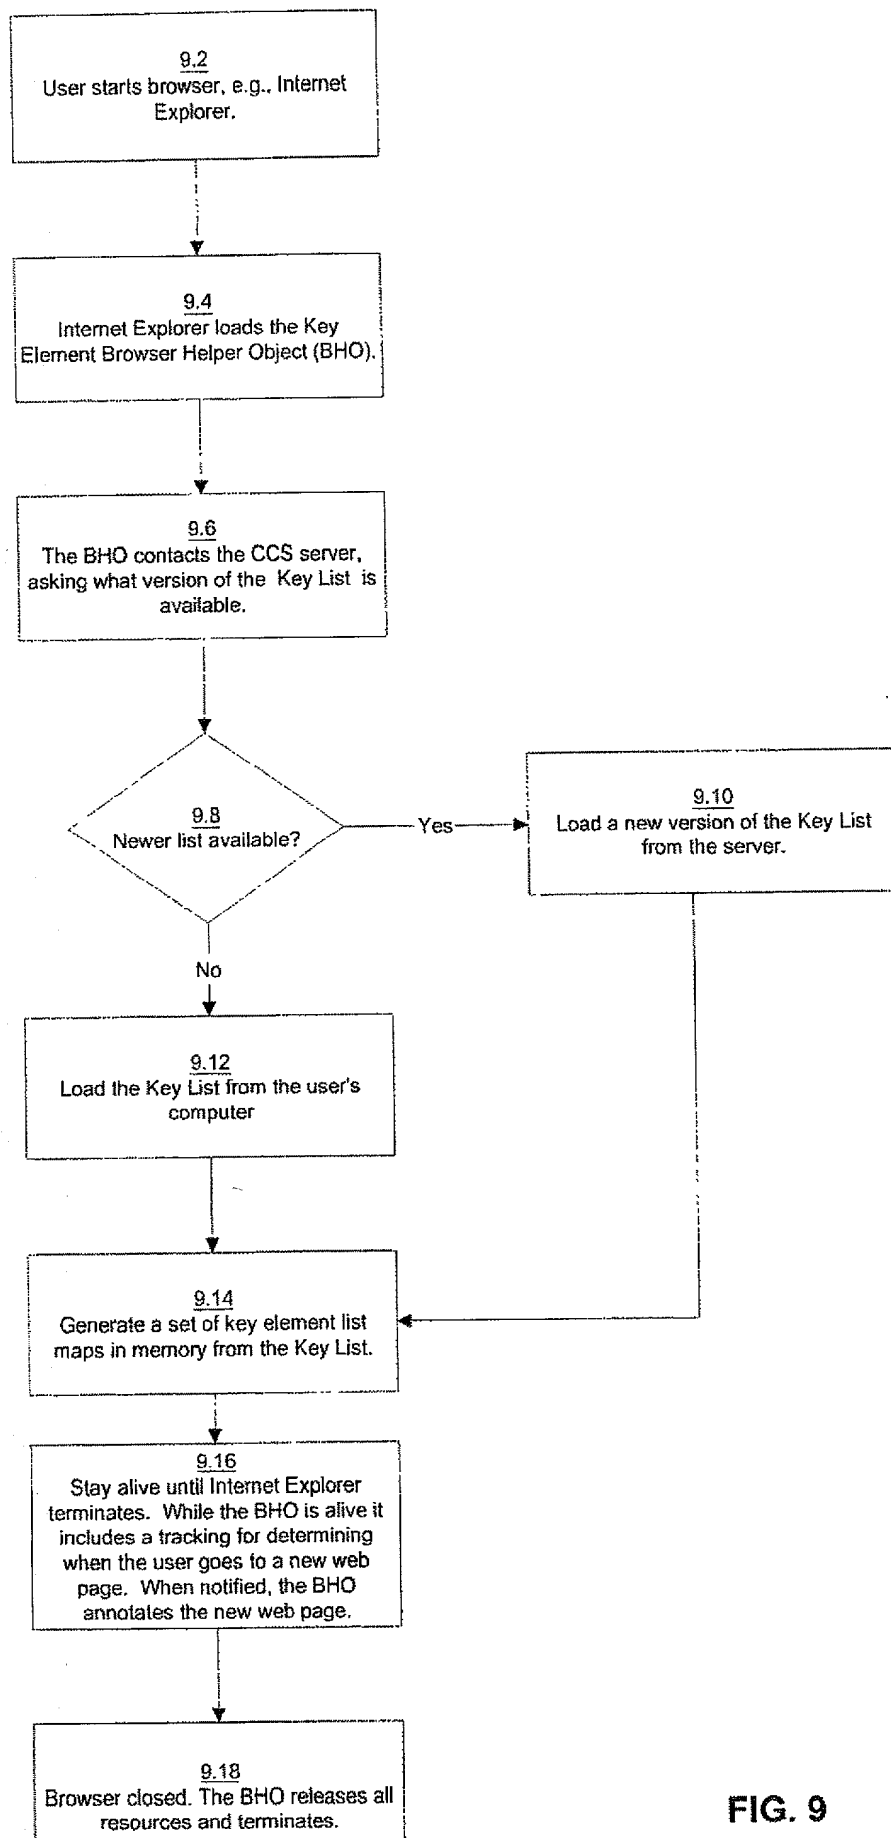 9.2
User starts browser, e.g., Internet
Explorer.
9.4
Internet Explorer loads the Key
Element Browser Helper Object (BHO).
9.6
The BHO contacts the CCS server,
asking what version of the Key List is
available.
9.8
Newer list available?
Yes
9.10
Load a new version of the Key List
from the server.
No
9.12
Load the Key List from the user's
computer
9.14
Generate a set of key element list
maps in memory from the Key List.
9.16
Stay alive until Internet Explorer
terminates. While the BHO is alive it
includes a tracking for determining
when the user goes to a new web
page. When notified, the BHO
annotates the new web page.
9.18
Browser closed. The BHO releases all
resources and terminates.
FIG. 9